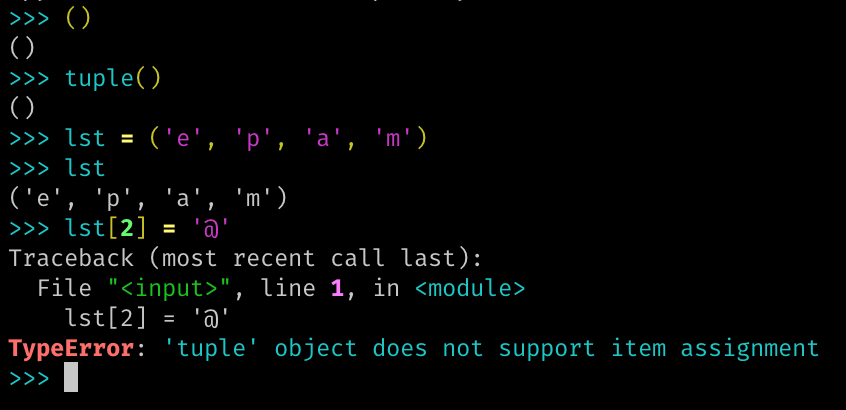 >>> ()
()
>>> tuple()
()
>>> lst = ('e', 'p', 'a', 'm')
>>> lst
('e', 'p', 'a', 'm')
>>> lst[2] = '@'
Traceback (most recent call last):
  File "<input>", line 1, in <module>
    lst[2] = '@'
TypeError: 'tuple' object does not support item assignment
>>>